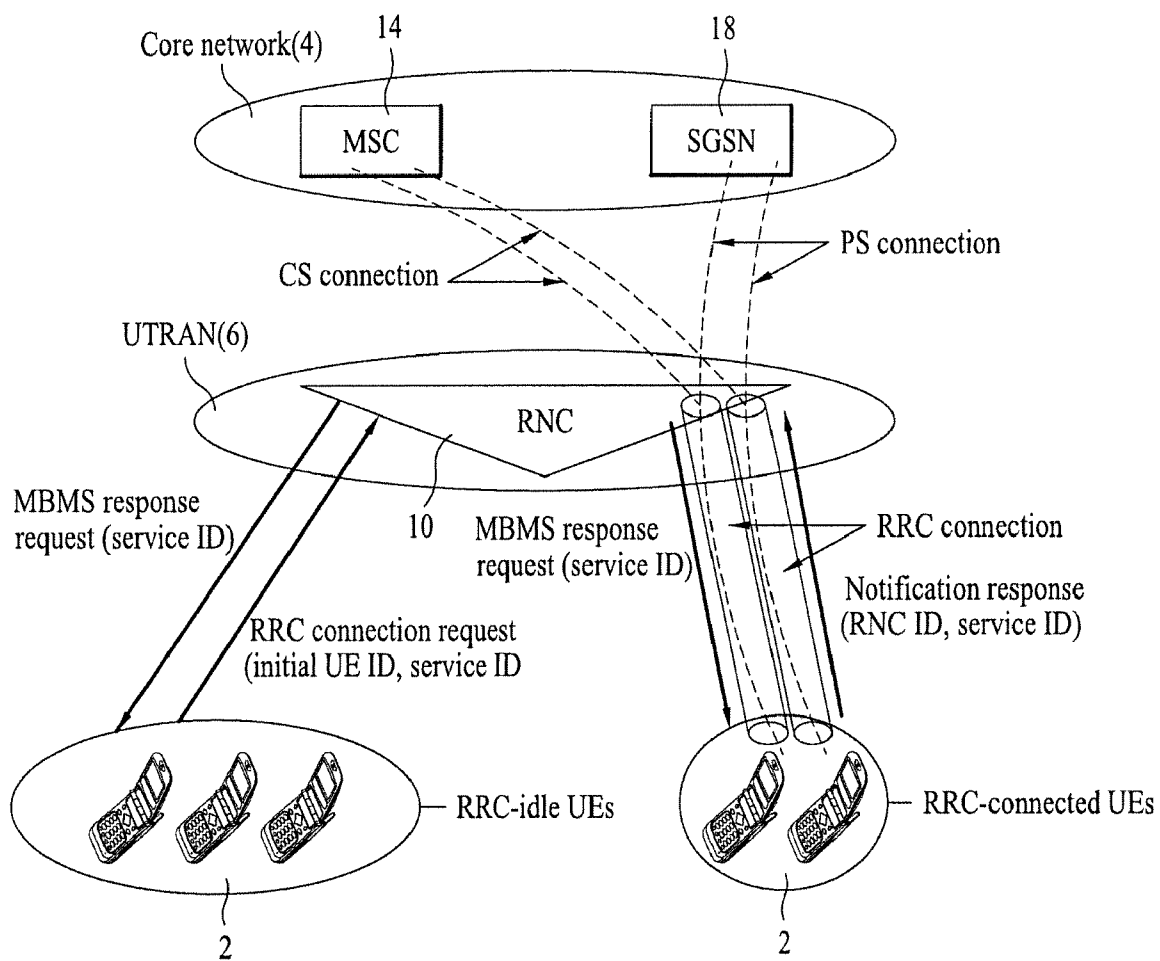 14
18
Core network(4)
MSC
SGSN
CS connection
PS connection
UTRAN(6)
RNC
10
MBMS response
request (service ID)
MBMS response
request (service ID)
RRC connection
Notification response
(RNC ID, service ID)
RRC connection request
(initial UE ID, service ID
RRC-idle UEs
RRC-connected UEs
2
2